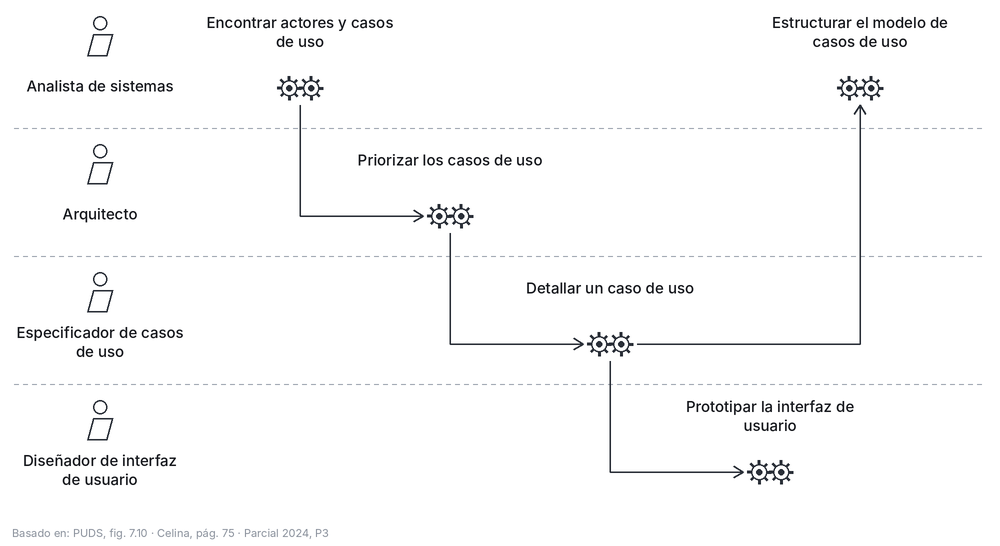 Encontrar actores y casos
de uso
Estructurar el modelo de
casos de uso
Analista de sistemas
Priorizar los casos de uso
Arquitecto
Detallar un caso de uso
Especificador de casos
de uso
Prototipar la interfaz de
usuario
Diseñador de interfaz
de usuario
Basado en: PUDS, fig. 7.10 · Celina, pág. 75 · Parcial 2024, P3